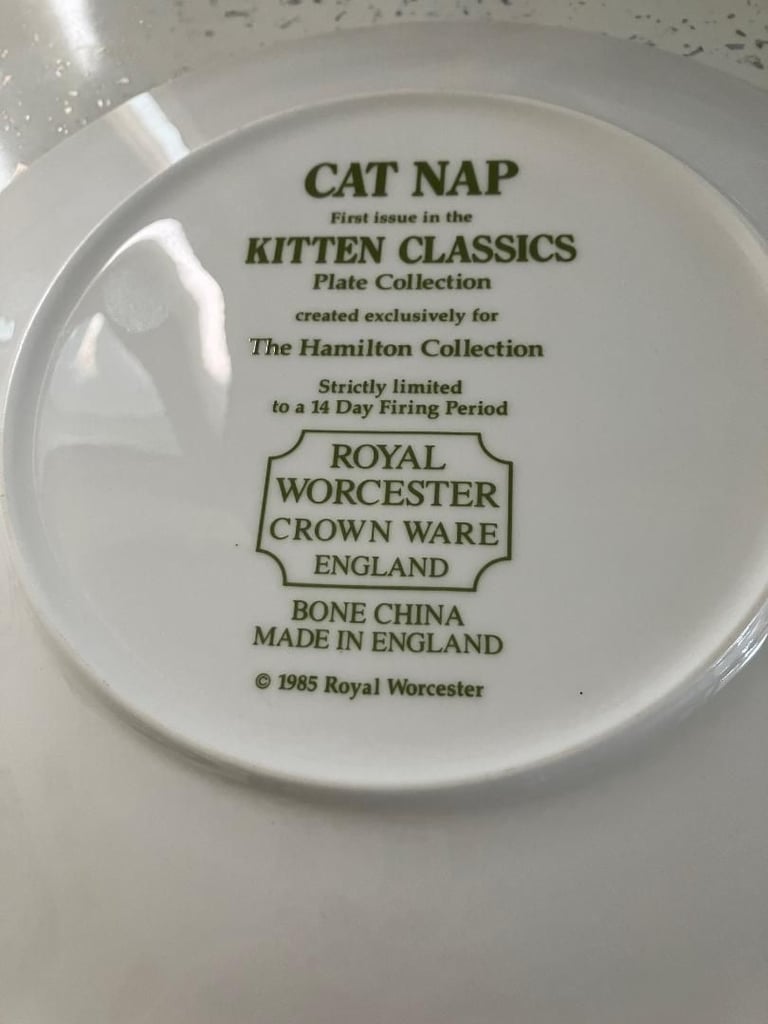 CAT NAP
First issue in the
KITTEN CLASSICS
Plate Collection
created exclusively for
The Hamilton Collection
Strictly limited
to a 14 Day Firing Period
ROYAL
WORCESTER
CROWN WARE
ENGLAND
BONE CHINA
MADE IN ENGLAND
© 1985 Royal Worcester